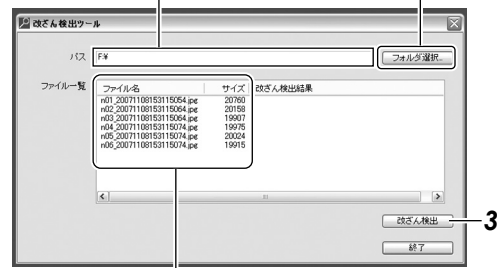 改ざん検出ツール
パス F:¥ フォルダ選択...
ファイル一覧 ファイル名 サイズ 改ざん検出結果
n01_20071108153115054.jpg 20760
n02_20071108153115064.jpg 20158
n03_20071108153115064.jpg 19907
n04_20071108153115074.jpg 19975
n05_20071108153115074.jpg 20024
n06_20071108153115074.jpg 19915
改ざん検出 3
終了